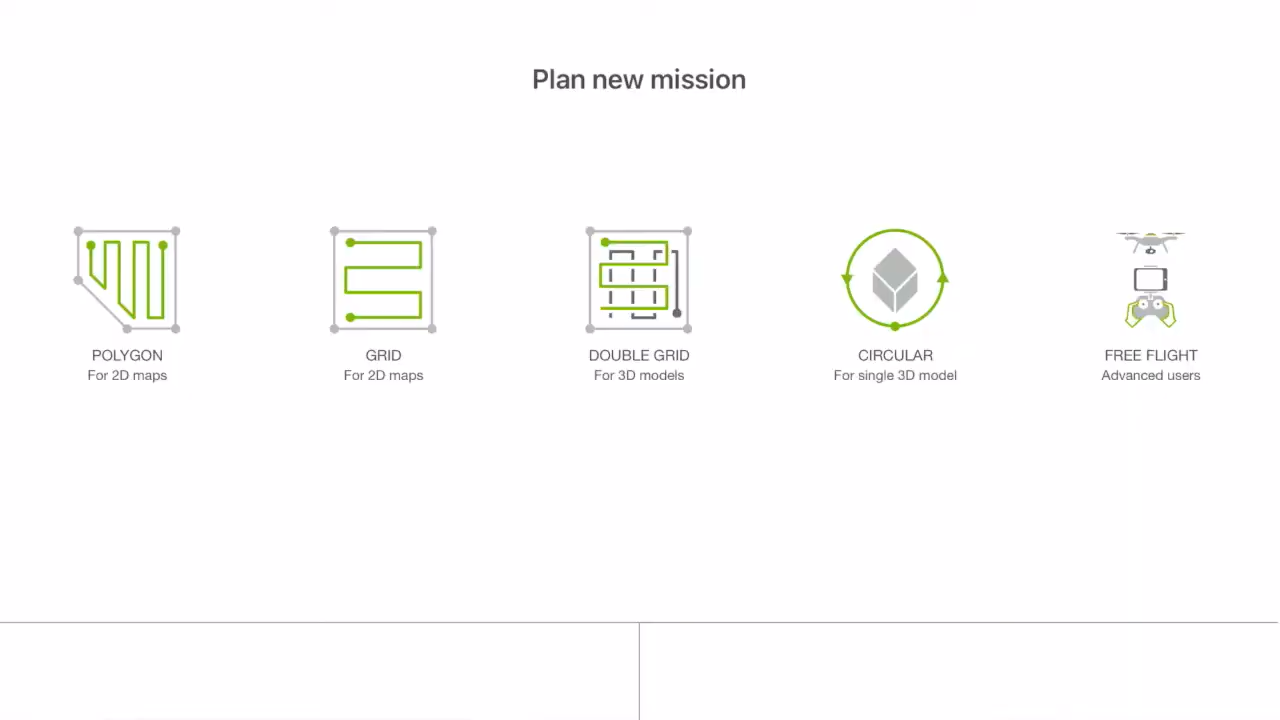 Plan new mission
POLYGON
For 2D maps
GRID
For 2D maps
DOUBLE GRID
For 3D models
CIRCULAR
For single 3D model
FREE FLIGHT
Advanced users